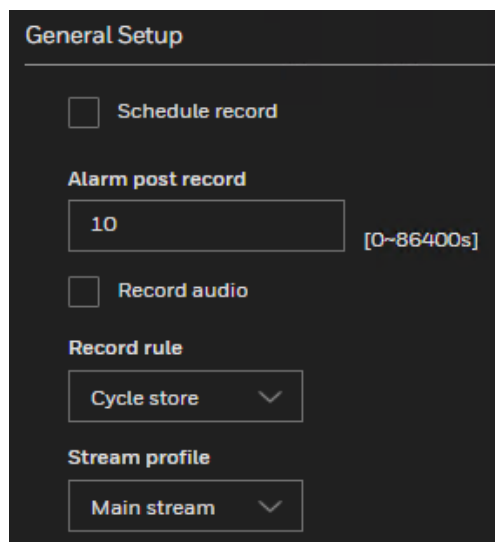 General Setup
Schedule record
Alarm post record
10
[0~86400s]
Record audio
Record rule
Cycle store
Stream profile
Main stream